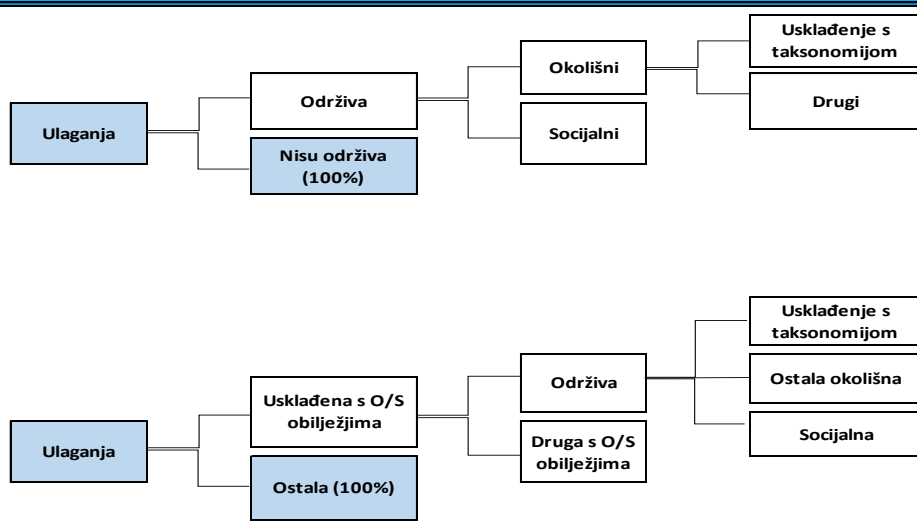 Ulaganja
Održiva
Nisu održiva
(100%)
Okolišni
Socijalni
Usklađenje s
taksonomijom
Drugi
Ulaganja
Usklađena s O/S
obilježjima
Ostala (100%)
Održiva
Druga s O/S
obilježjima
Usklađenje s
taksonomijom
Ostala okolišna
Socijalna